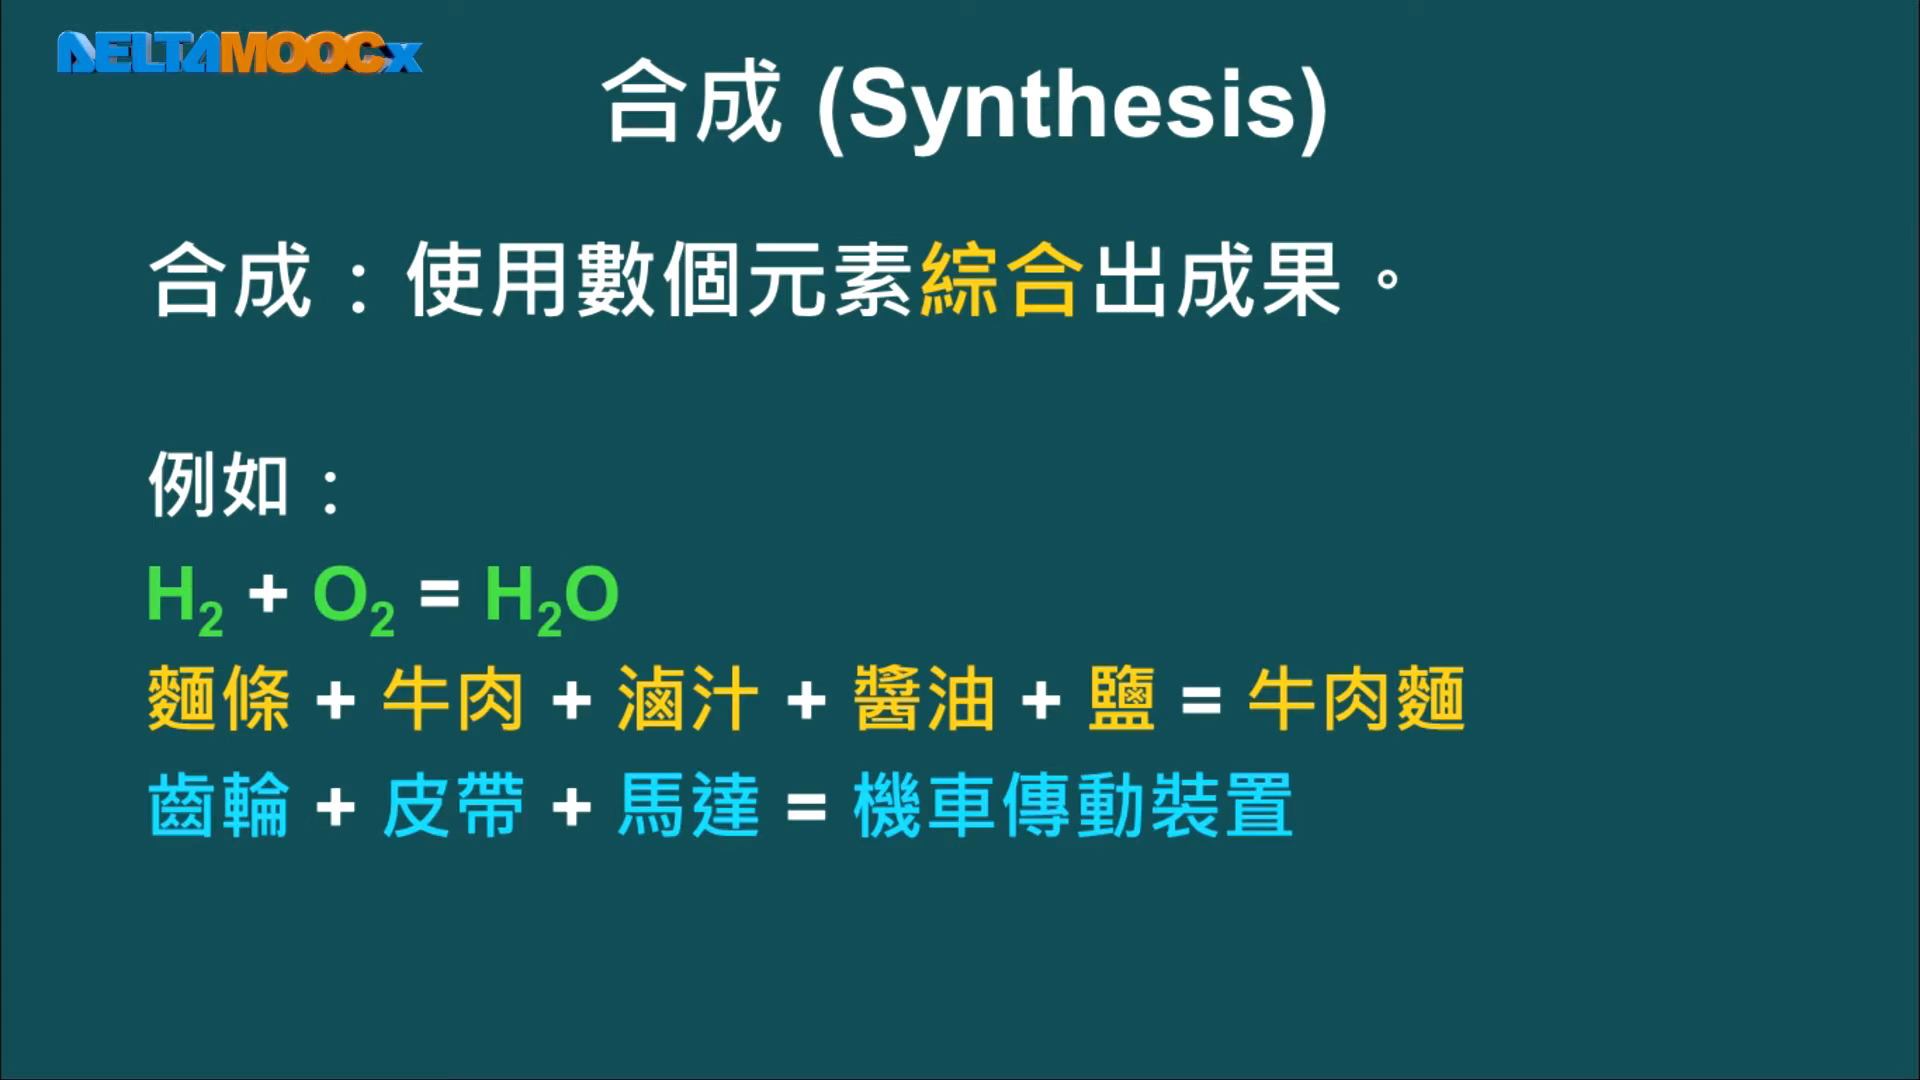 DELTAMOOCx
合成 (Synthesis)
合成：使用數個元素綜合出成果。
例如：
H₂ + O₂ = H₂O
麵條 + 牛肉 + 滷汁 + 醬油 + 鹽 = 牛肉麵
齒輪 + 皮帶 + 馬達 = 機車傳動裝置